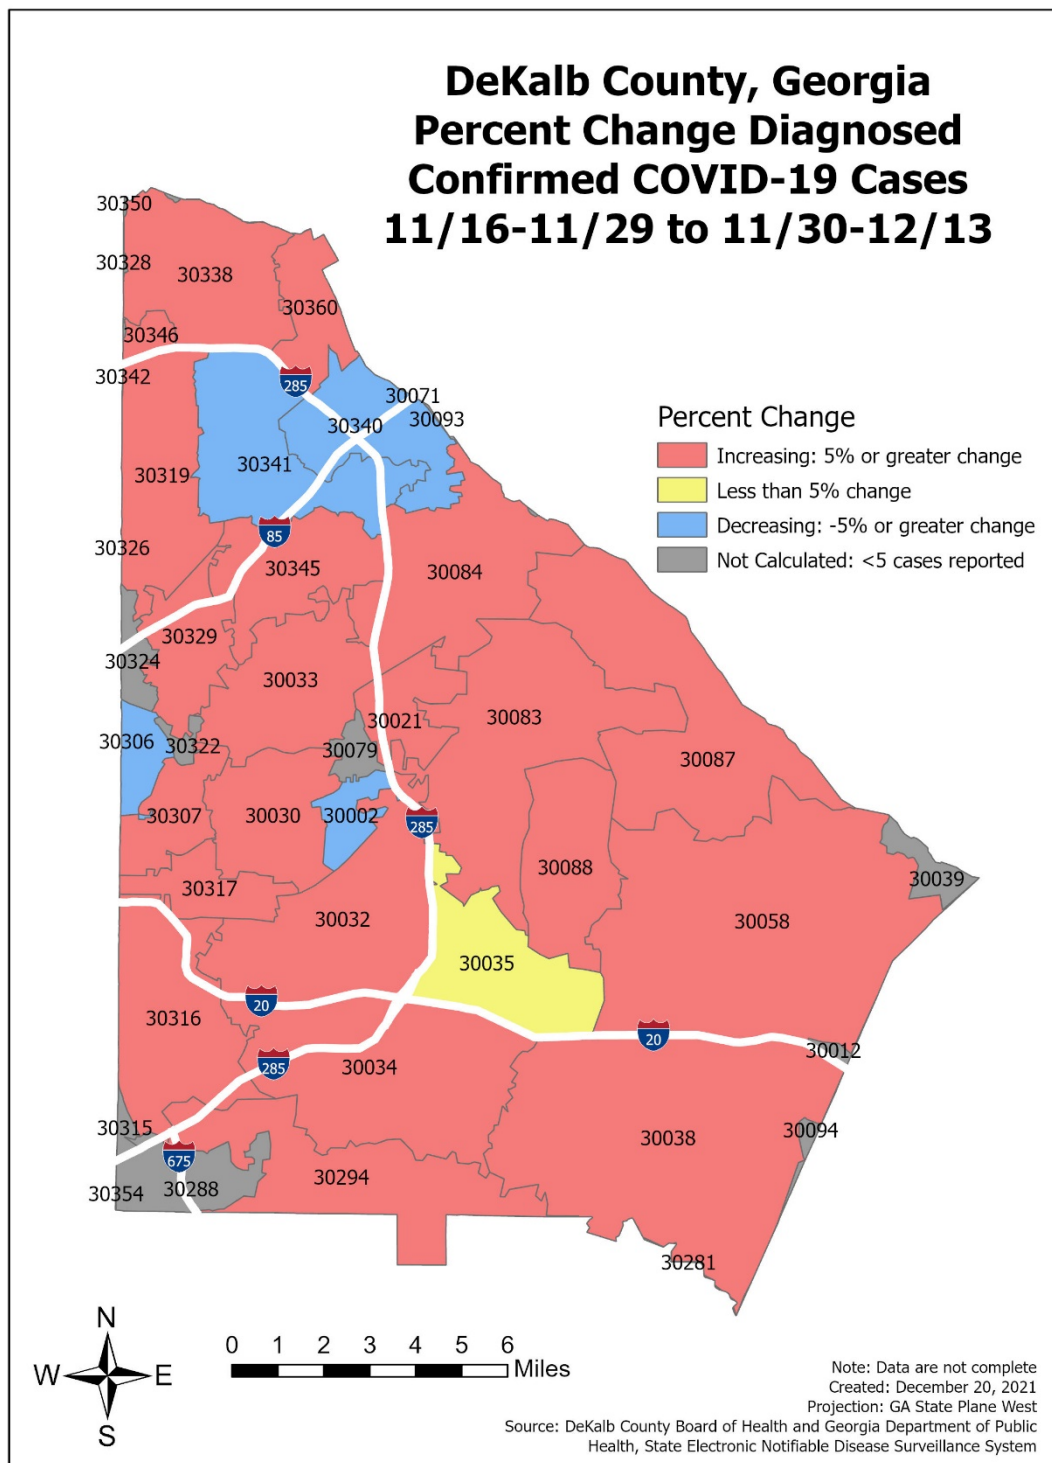 DeKalb County, Georgia
Percent Change Diagnosed
Confirmed COVID-19 Cases
11/16-11/29 to 11/30-12/13
30350
30328
30338
30360
30346
30342
285
30071
30340
30093
30341
30319
85
30326
30345
30084
30329
30324
30033
30021
30083
30306
30322
30079
30087
30307
30030
30002
285
30088
30039
30317
30032
30058
30035
20
30316
20
30012
285
30034
30315
30038
30094
675
30294
30354
30288
30281
Percent Change
Increasing: 5% or greater change
Less than 5% change
Decreasing: -5% or greater change
Not Calculated: <5 cases reported
N
W
E
S
0 1 2 3 4 5 6
Miles
Note: Data are not complete
Created: December 20, 2021
Projection: GA State Plane West
Source: DeKalb County Board of Health and Georgia Department of Public
Health, State Electronic Notifiable Disease Surveillance System